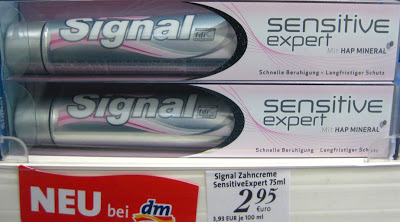 Signal
SENSITIVE
expert
Mit HAP MINERAL
Schnelle Beruhigung - Langfristiger Schutz
Signal
SENSITIVE
expert
Mit HAP MINERAL
Schnelle Beruhigung - Langfristiger Schutz
NEU bei dm
Signal Zahncreme
SensitivExpert 75ml
2,95
Euro
3,93 EUR je 100 ml